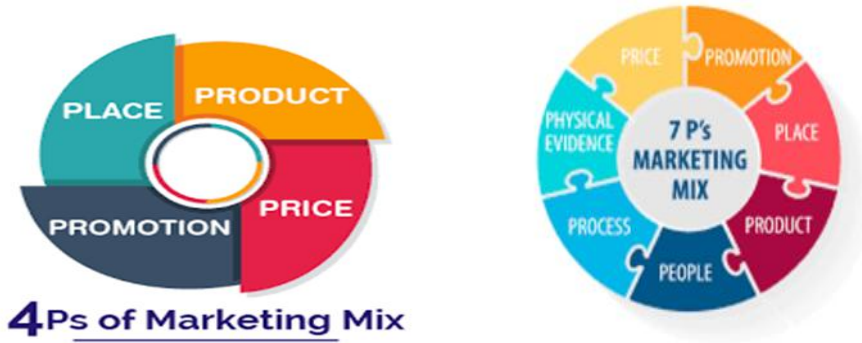 PLACE
PRODUCT
PROMOTION
PRICE
4Ps of Marketing Mix
PRICE
PROMOTION
PHYSICAL
EVIDENCE
7 P's
MARKETING
MIX
PLACE
PROCESS
PRODUCT
PEOPLE